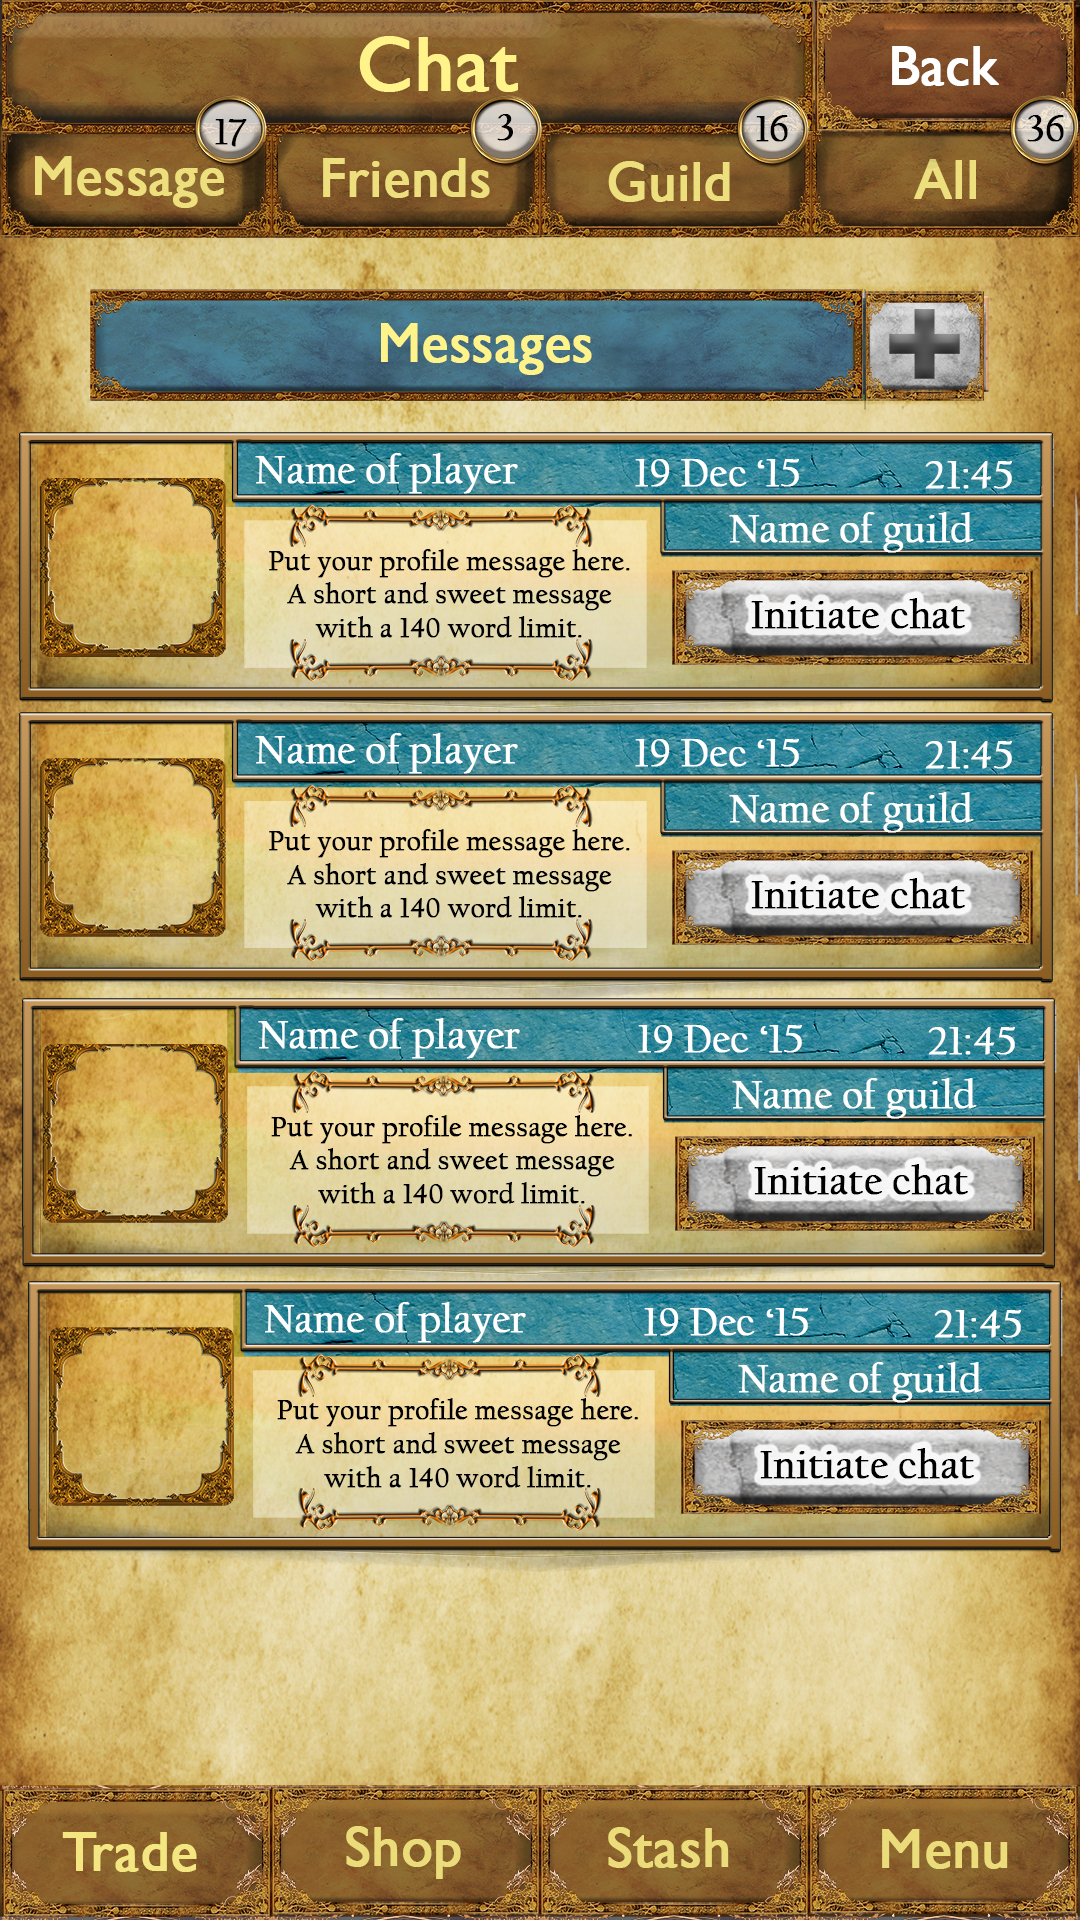 Chat
Back
17
3
16
36
Message
Friends
Guild
All
Messages
Name of player 19 Dec ‘15 21:45
Name of guild
Put your profile message here.
A short and sweet message
with a 140 word limit.
Initiate chat
Name of player 19 Dec ‘15 21:45
Name of guild
Put your profile message here.
A short and sweet message
with a 140 word limit.
Initiate chat
Name of player 19 Dec ‘15 21:45
Name of guild
Put your profile message here.
A short and sweet message
with a 140 word limit.
Initiate chat
Name of player 19 Dec ‘15 21:45
Name of guild
Put your profile message here.
A short and sweet message
with a 140 word limit.
Initiate chat
Trade
Shop
Stash
Menu